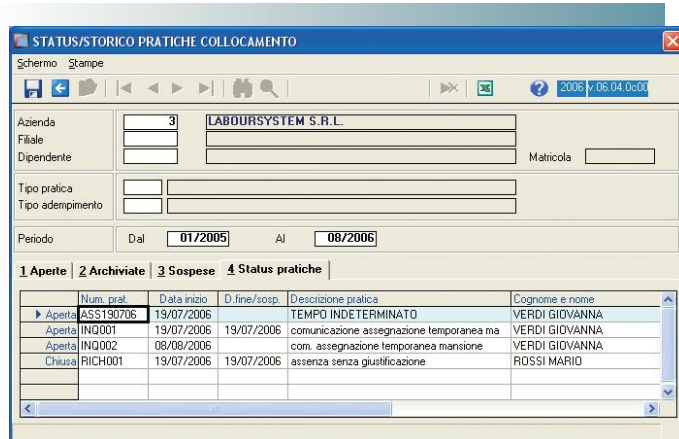 STATUS/STORICO PRATICHE COLLOCAMENTO
Schermo Stampe
2006 v.06.04.0c00
Azienda 3 LABOURSYSTEM S.R.L.
Filiale
Dipendente Matricola
Tipo pratica
Tipo adempimento
Periodo Dal 01/2005 Al 08/2006
1 Aperte 2 Archiviate 3 Sospese 4 Status pratiche
Num. prat. Data inizio D.fine/sosp. Descrizione pratica Cognome e nome
Aperta ASS190706 19/07/2006 TEMPO INDETERMINATO VERDI GIOVANNA
Aperta INQ001 19/07/2006 19/07/2006 comunicazione assegnazione temporanea ma VERDI GIOVANNA
Aperta INQ002 08/08/2006 com. assegnazione temporanea mansione VERDI GIOVANNA
Chiusa RICH001 19/07/2006 19/07/2006 assenza senza giustificazione ROSSI MARIO